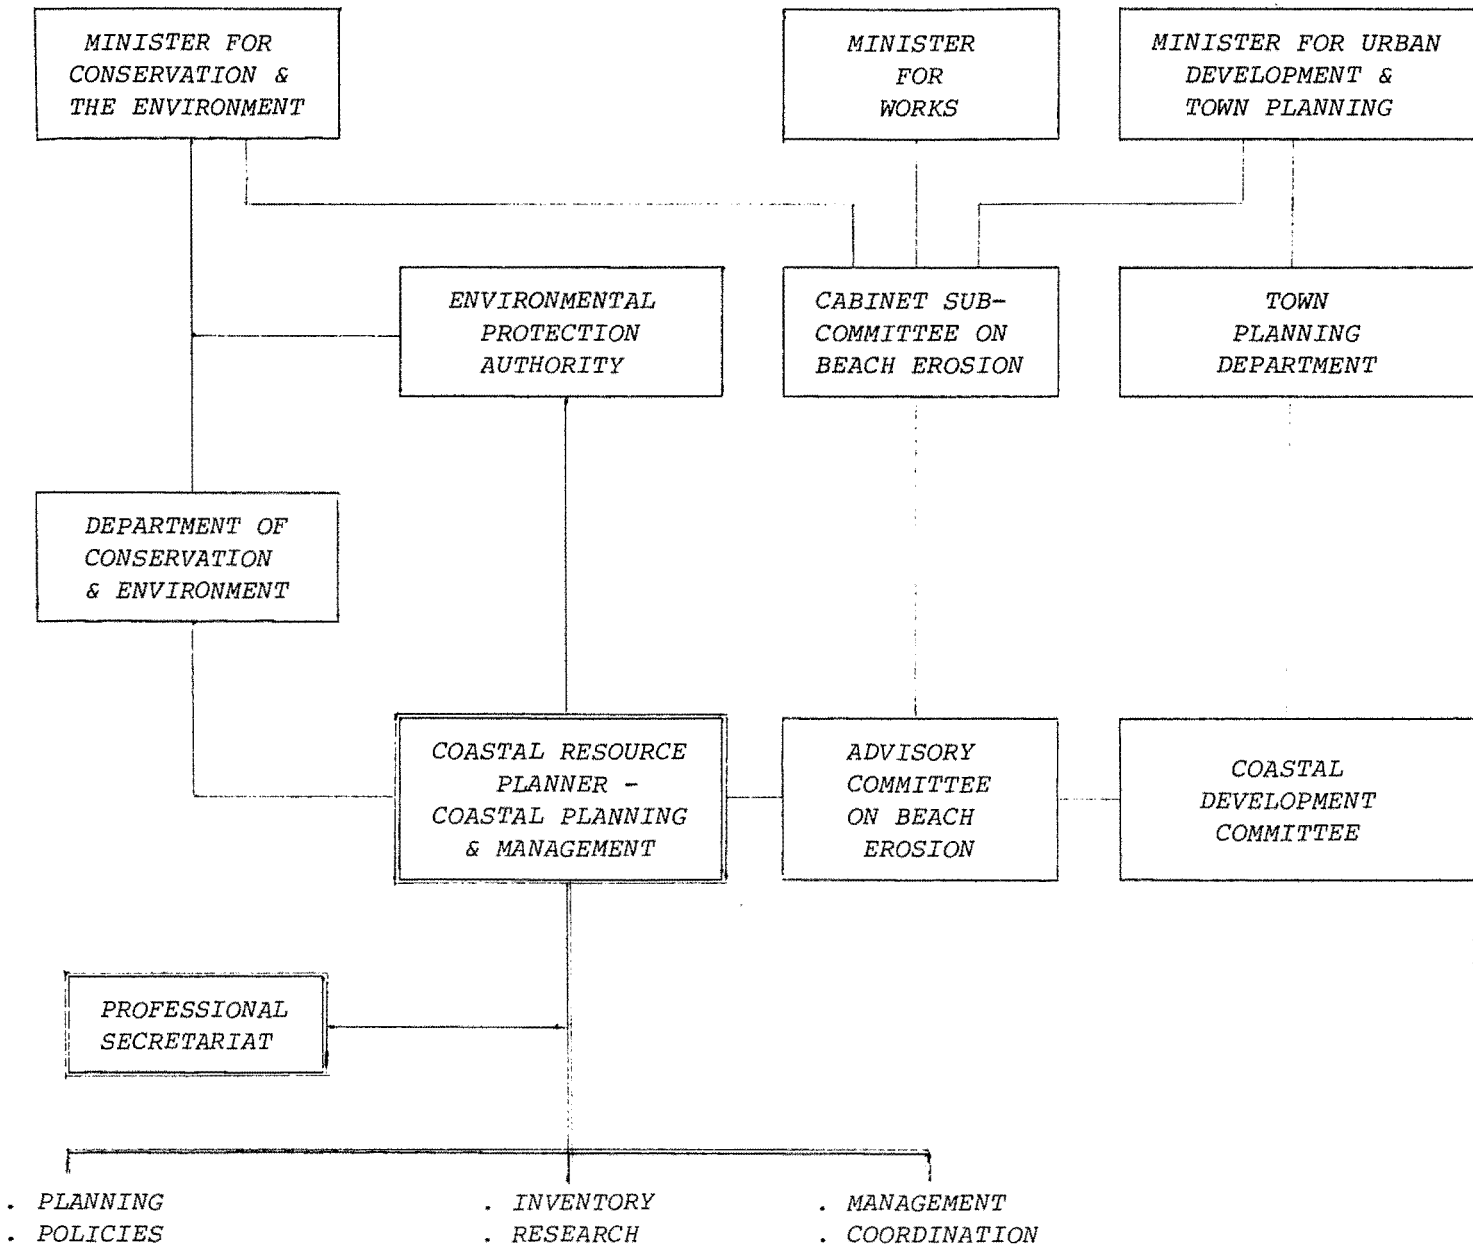 MINISTER FOR
CONSERVATION &
THE ENVIRONMENT
MINISTER
FOR
WORKS
MINISTER FOR URBAN
DEVELOPMENT &
TOWN PLANNING
ENVIRONMENTAL
PROTECTION
AUTHORITY
CABINET SUB-
COMMITTEE ON
BEACH EROSION
TOWN
PLANNING
DEPARTMENT
DEPARTMENT OF
CONSERVATION
& ENVIRONMENT
COASTAL RESOURCE
PLANNER -
COASTAL PLANNING
& MANAGEMENT
ADVISORY
COMMITTEE
ON BEACH
EROSION
COASTAL
DEVELOPMENT
COMMITTEE
PROFESSIONAL
SECRETARIAT
. PLANNING
. POLICIES
. INVENTORY
. RESEARCH
. MANAGEMENT
. COORDINATION